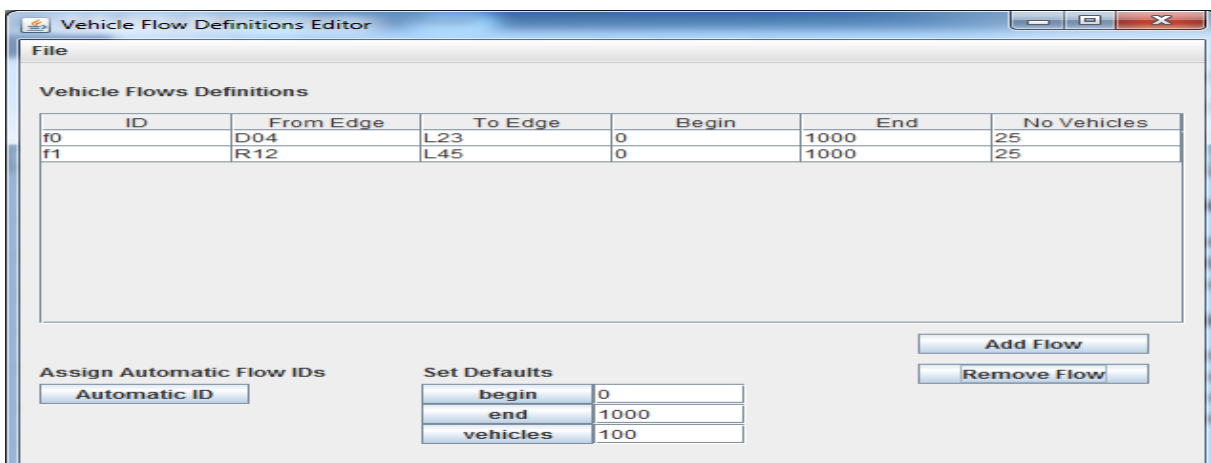 Vehicle Flow Definitions Editor
File
Vehicle Flows Definitions
ID From Edge To Edge Begin End No Vehicles
f0 D04 L23 0 1000 25
f1 R12 L45 0 1000 25
Add Flow
Assign Automatic Flow IDs Set Defaults Remove Flow
Automatic ID begin 0
end 1000
vehicles 100